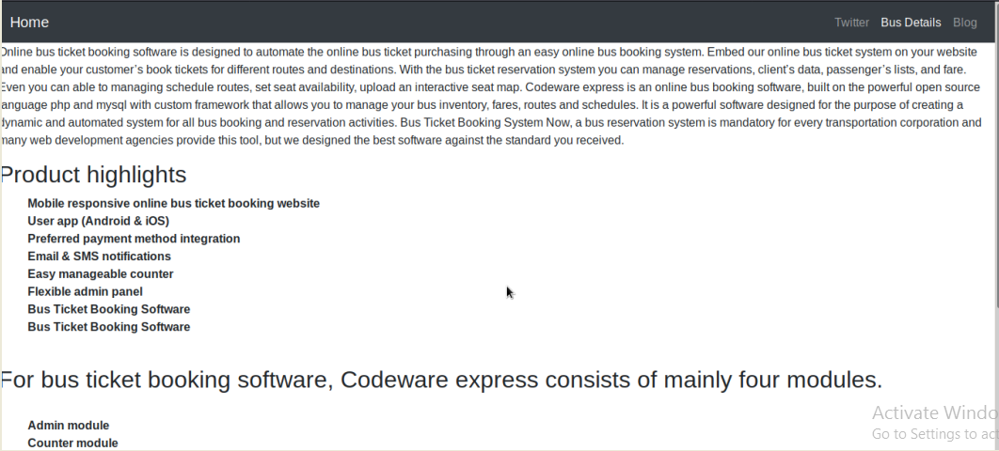 Home
Twitter Bus Details Blog
Online bus ticket booking software is designed to automate the online bus ticket purchasing through an easy online bus booking system. Embed our online bus ticket system on your website
and enable your customer's book tickets for different routes and destinations. With the bus ticket reservation system you can manage reservations, client's data, passenger's lists, and fare.
Even you can able to managing schedule routes, set seat availability, upload an interactive seat map. Codeware express is an online bus booking software, built on the powerful open source
language php and mysql with custom framework that allows you to manage your bus inventory, fares, routes and schedules. It is a powerful software designed for the purpose of creating a
dynamic and automated system for all bus booking and reservation activities. Bus Ticket Booking System Now, a bus reservation system is mandatory for every transportation corporation and
many web development agencies provide this tool, but we designed the best software against the standard you received.
Product highlights
Mobile responsive online bus ticket booking website
User app (Android & iOS)
Preferred payment method integration
Email & SMS notifications
Easy manageable counter
Flexible admin panel
Bus Ticket Booking Software
Bus Ticket Booking Software
For bus ticket booking software, Codeware express consists of mainly four modules.
Admin module
Counter module
Activate Windo
Go to Settings to act